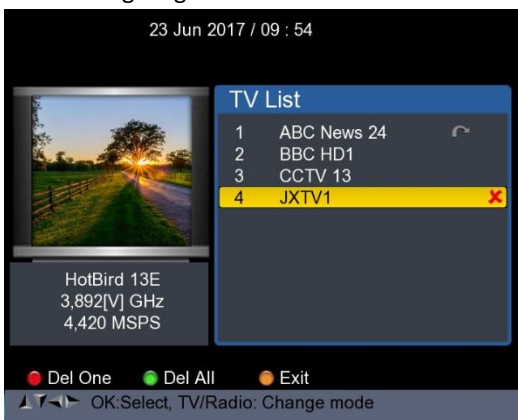 23 Jun 2017 / 09 : 54
TV List
1 ABC News 24
2 BBC HD1
3 CCTV 13
4 JXTV1
HotBird 13E
3,892[V] GHz
4,420 MSPS
Del One Del All Exit
OK:Select, TV/Radio: Change mode